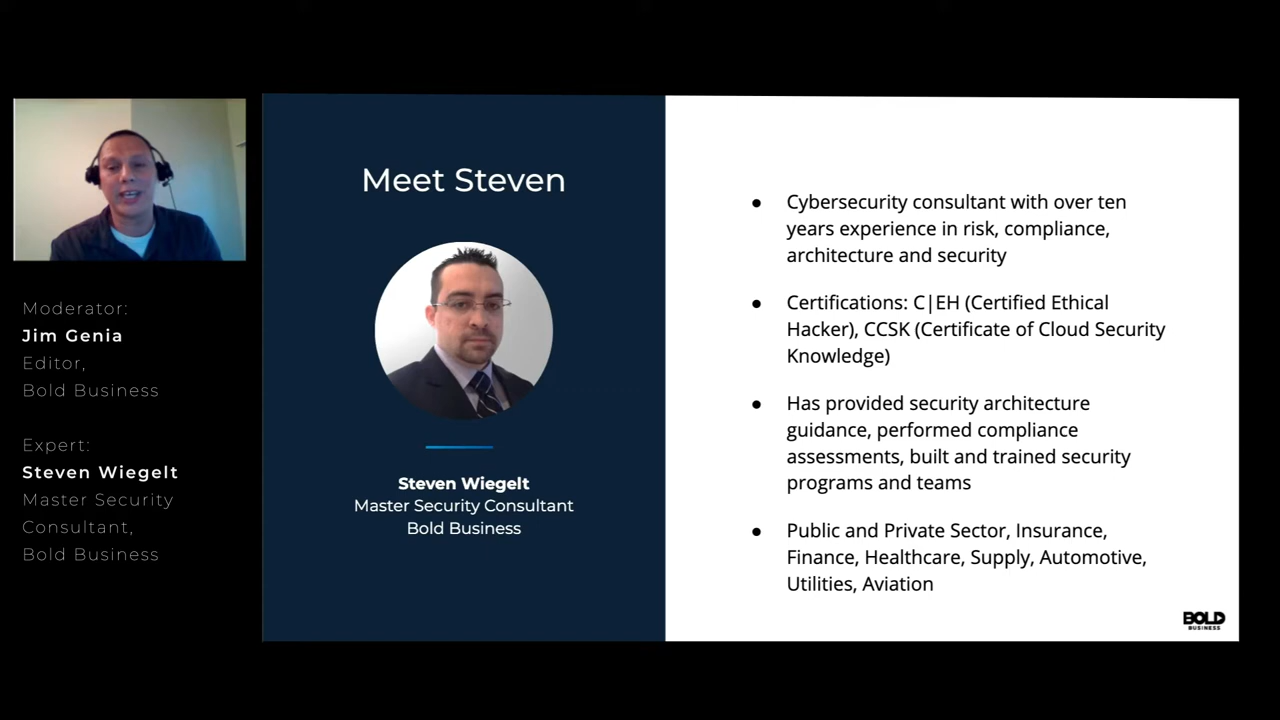 Moderator:
Jim Genia
Editor,
Bold Business
Expert:
Steven Wiegelt
Master Security
Consultant,
Bold Business
Meet Steven
Steven Wiegelt
Master Security Consultant
Bold Business
● Cybersecurity consultant with over ten
years experience in risk, compliance,
architecture and security
● Certifications: C|EH (Certified Ethical
Hacker), CCSK (Certificate of Cloud Security
Knowledge)
● Has provided security architecture
guidance, performed compliance
assessments, built and trained security
programs and teams
● Public and Private Sector, Insurance,
Finance, Healthcare, Supply, Automotive,
Utilities, Aviation
BOLD
BUSINESS